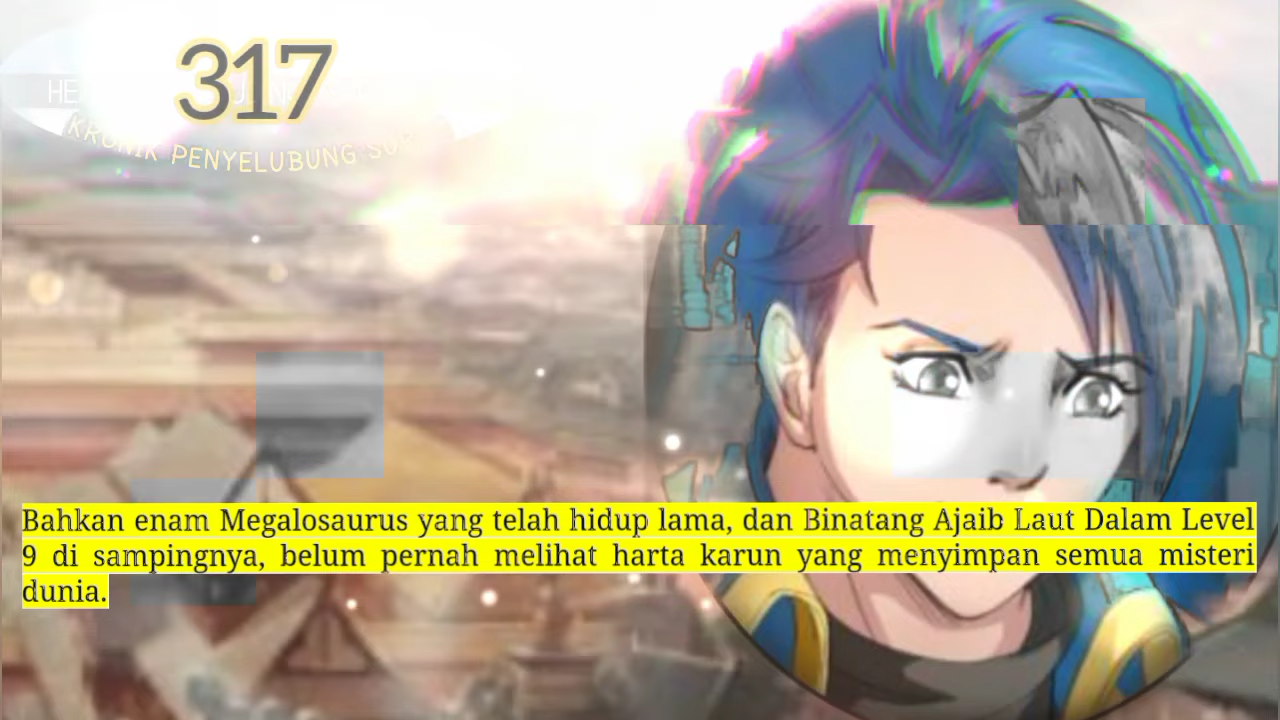 317
HE
KRONIK PENYELUBUNG
Bahkan enam Megalosaurus yang telah hidup lama, dan Binatang Ajaib Laut Dalam Level
9 di sampingnya, belum pernah melihat harta karun yang menyimpan semua misteri
dunia.